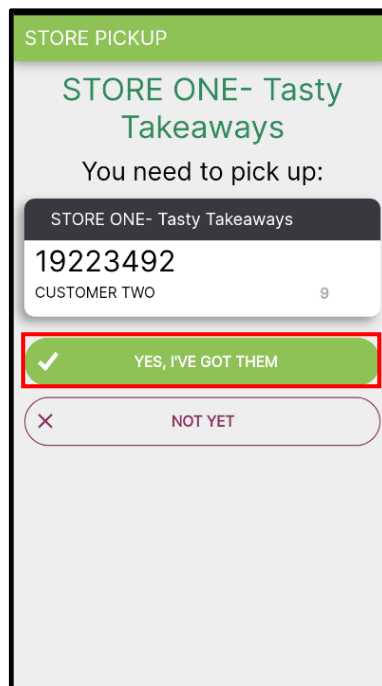 STORE PICKUP
STORE ONE- Tasty
Takeaways
You need to pick up:
STORE ONE- Tasty Takeaways
19223492
CUSTOMER TWO 9
YES, I'VE GOT THEM
NOT YET